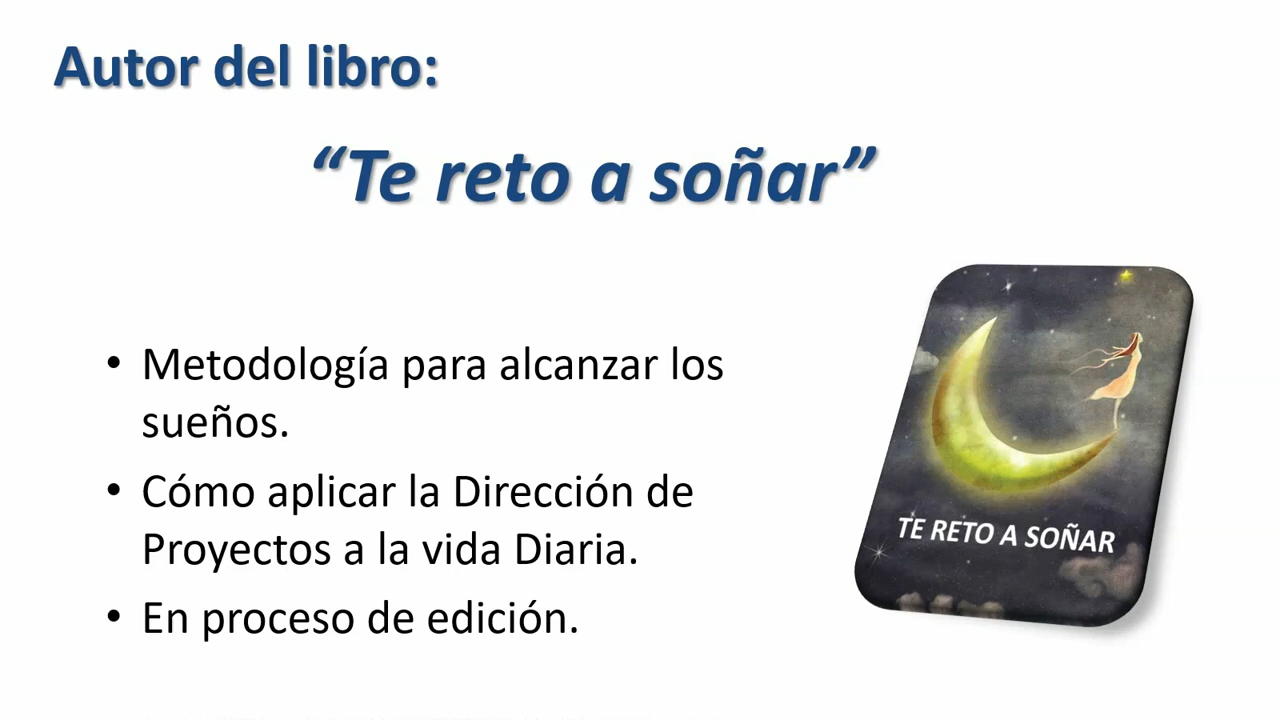 Autor del libro:
“Te reto a soñar”
• Metodología para alcanzar los
sueños.
• Cómo aplicar la Dirección de
Proyectos a la vida Diaria.
• En proceso de edición.
TE RETO A SOÑAR